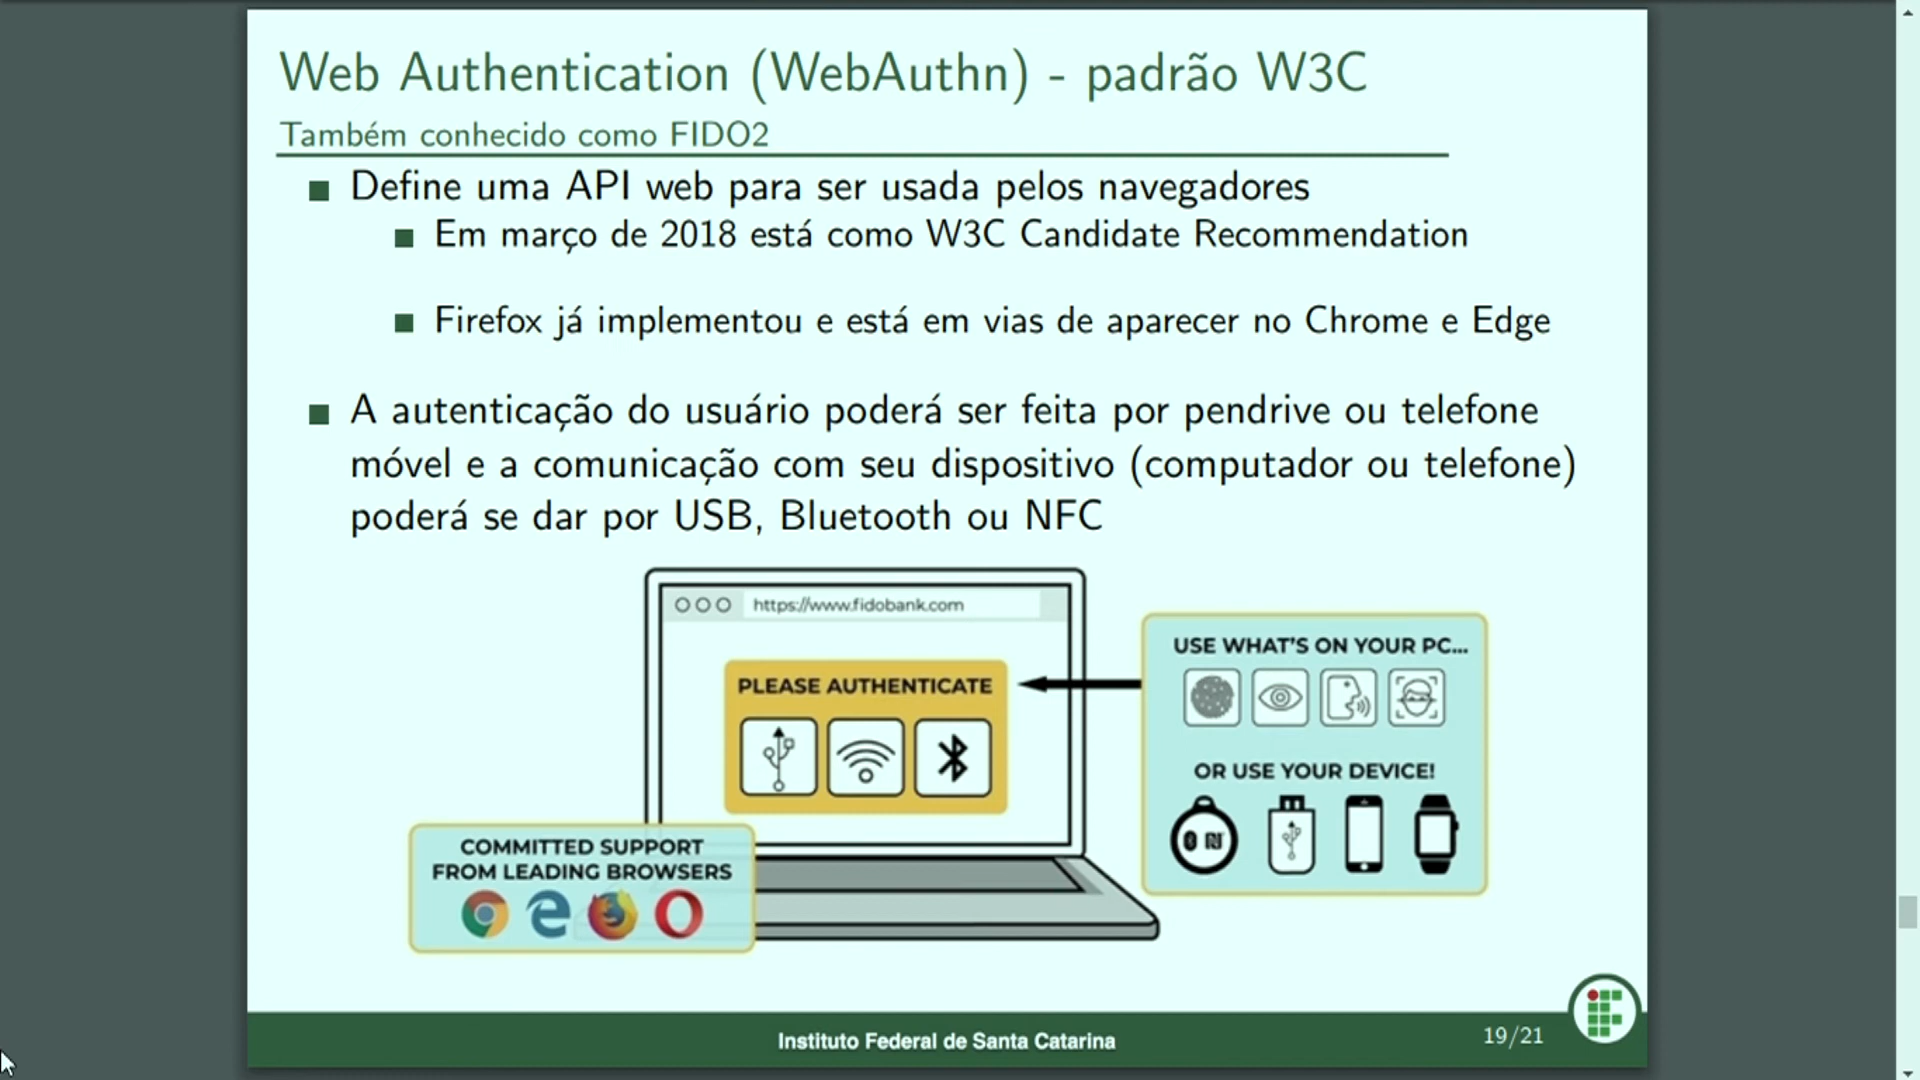 Web Authentication (WebAuthn) - padrão W3C
Também conhecido como FIDO2
Define uma API web para ser usada pelos navegadores
Em março de 2018 está como W3C Candidate Recommendation
Firefox já implementou e está em vias de aparecer no Chrome e Edge
A autenticação do usuário poderá ser feita por pendrive ou telefone
móvel e a comunicação com seu dispositivo (computador ou telefone)
poderá se dar por USB, Bluetooth ou NFC
https://www.fidobank.com
PLEASE AUTHENTICATE
USE WHAT'S ON YOUR PC...
OR USE YOUR DEVICE!
COMMITTED SUPPORT
FROM LEADING BROWSERS
Instituto Federal de Santa Catarina
19/21